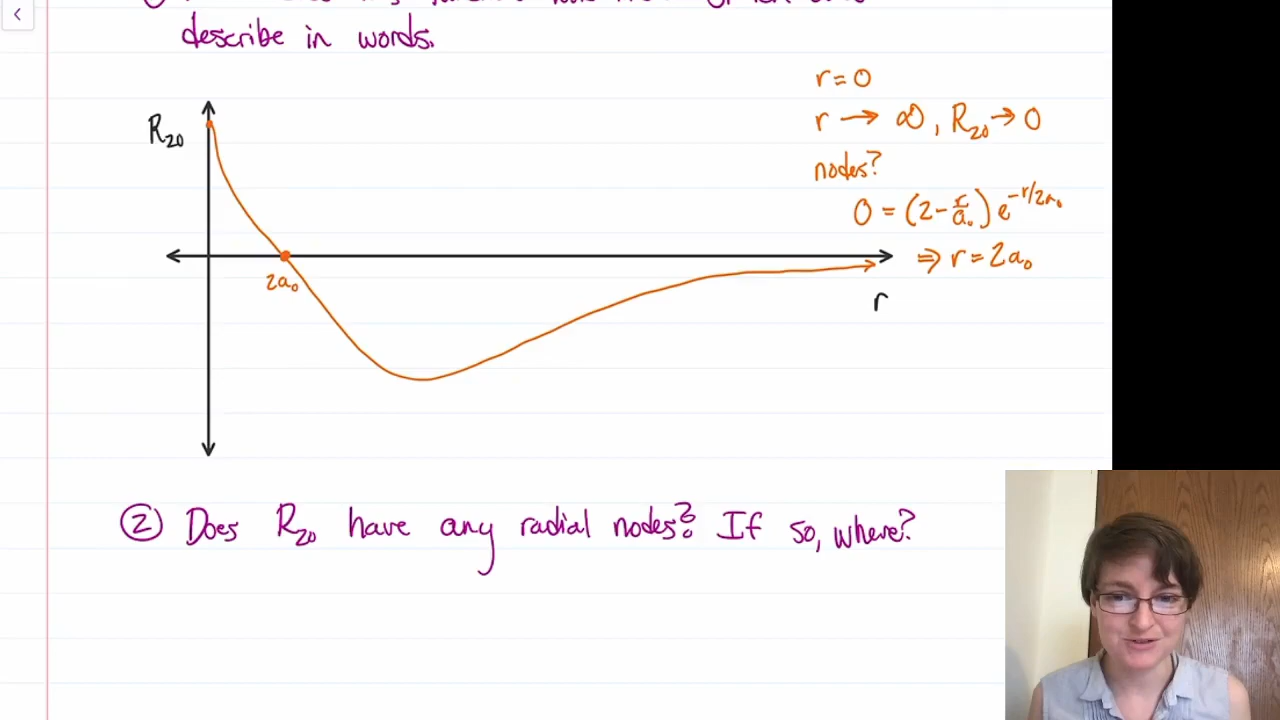 describe in words.
R₂₀
r = 0
r → ∞, R₂₀ → 0
nodes?
0 = (2 - r/a₀) e^(-r/2a₀)
⇒ r = 2a₀
2a₀
r
② Does R₂₀ have any radial nodes? If so, where?